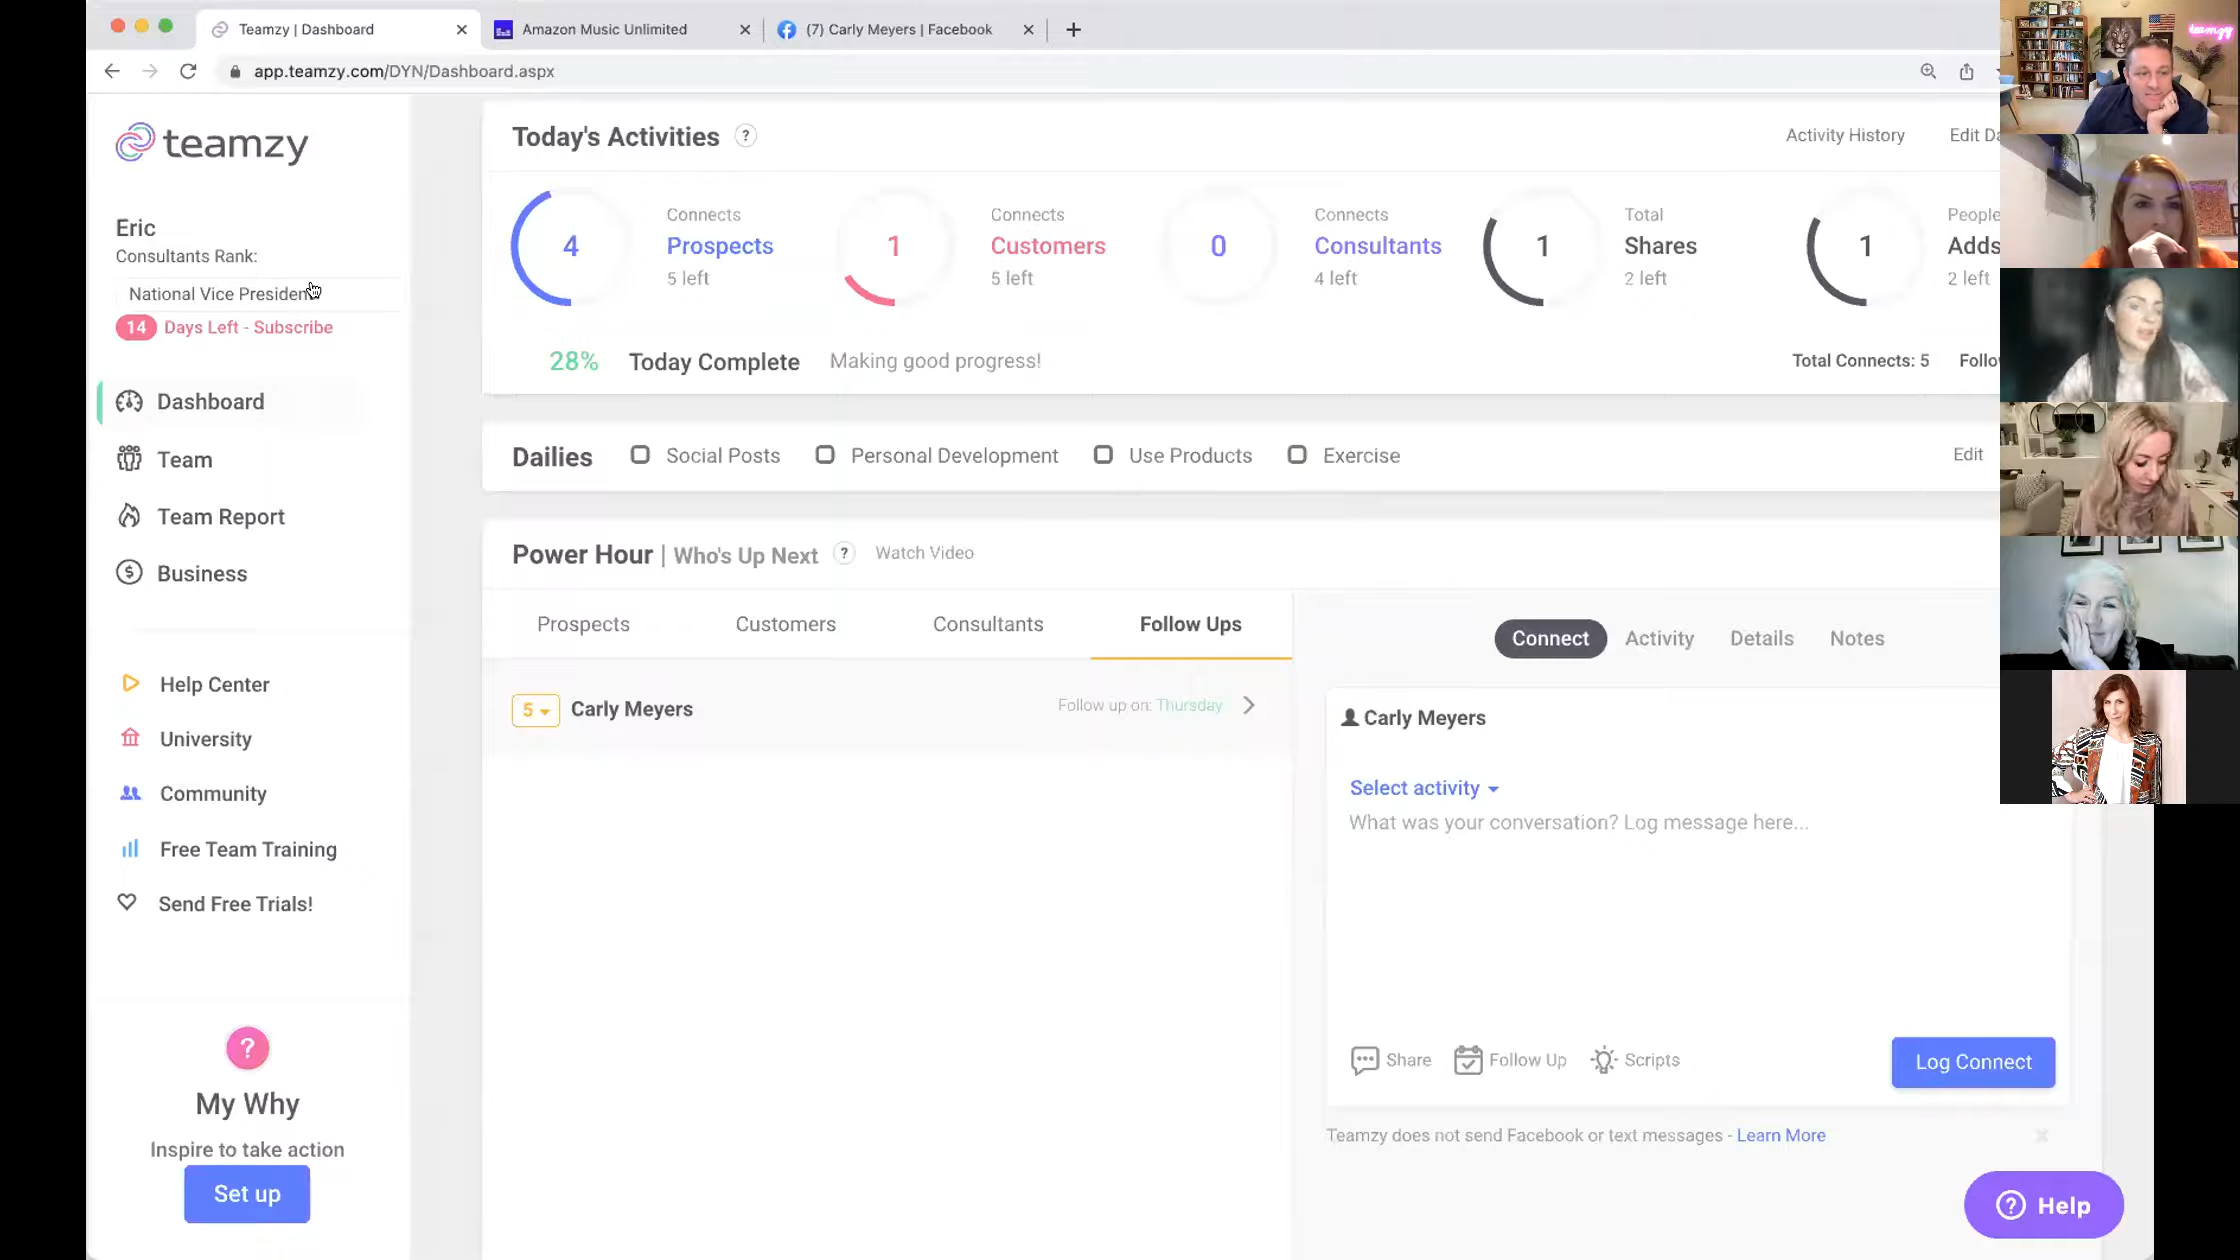 Teamzy | Dashboard
Amazon Music Unlimited
(7) Carly Meyers | Facebook
app.teamzy.com/DYN/Dashboard.aspx
teamzy
teamzy
Eric
Consultants Rank:
National Vice President
14 Days Left - Subscribe
Dashboard
Team
Team Report
Business
Help Center
University
Community
Free Team Training
Send Free Trials!
?
My Why
Inspire to take action
Set up
Today's Activities ?
Activity History
Edit Da
4
Connects
Prospects
5 left
1
Connects
Customers
5 left
0
Connects
Consultants
4 left
1
Total
Shares
2 left
1
People
Adds
2 left
28% Today Complete Making good progress!
Total Connects: 5 Follo
Dailies Social Posts Personal Development Use Products Exercise Edit
Power Hour | Who's Up Next ? Watch Video
Prospects Customers Consultants Follow Ups
5 Carly Meyers Follow up on: Thursday
Connect Activity Details Notes
Carly Meyers
Select activity
What was your conversation? Log message here...
Share Follow Up Scripts
Log Connect
Teamzy does not send Facebook or text messages - Learn More
? Help